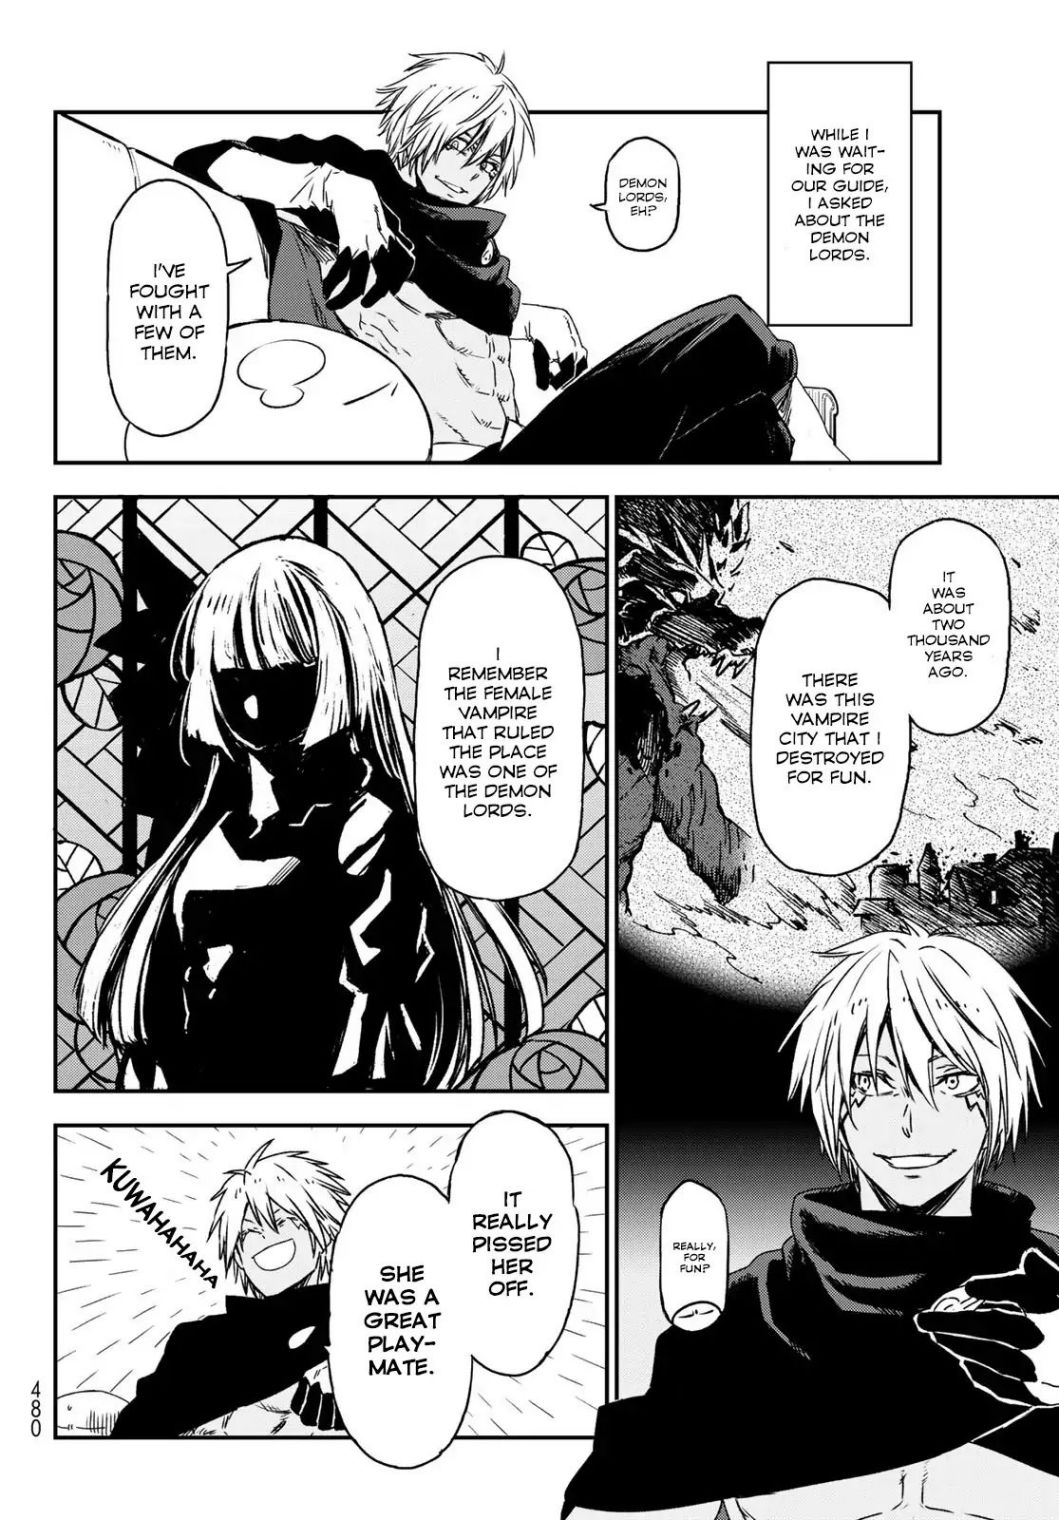 WHILE I
WAS WAIT-
ING FOR
OUR GUIDE,
I ASKED
ABOUT THE
DEMON
LORDS.
DEMON
LORDS,
EH?
I'VE
FOUGHT
WITH A
FEW OF
THEM.
IT
WAS
ABOUT
TWO
THOUSAND
YEARS
AGO.
THERE
WAS THIS
VAMPIRE
CITY THAT I
DESTROYED
FOR FUN.
REALLY,
FOR
FUN?
I
REMEMBER
THE FEMALE
VAMPIRE
THAT RULED
THE PLACE
WAS ONE OF
THE DEMON
LORDS.
IT
REALLY
PISSED
HER
OFF.
SHE
WAS A
GREAT
PLAY-
MATE.
KUWAHAHAHA
480